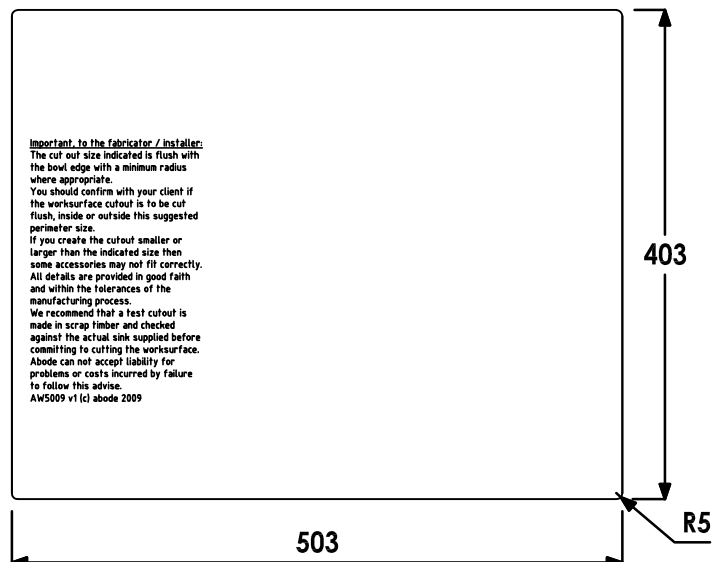 Important, to the fabricator / installer:
The cut out size indicated is flush with
the bowl edge with a minimum radius
where appropriate.
You should confirm with your client if
the worksurface cutout is to be cut
flush, inside or outside this suggested
perimeter size.
If you create the cutout smaller or
larger than the indicated size then
some accessories may not fit correctly.
All details are provided in good faith
and within the tolerances of the
manufacturing process.
We recommend that a test cutout is
made in scrap timber and checked
against the actual sink supplied before
committing to cutting the worksurface.
Abode can not accept liability for
problems or costs incurred by failure
to follow this advise.
AW5009 v1 (c) abode 2009
403
R5
503